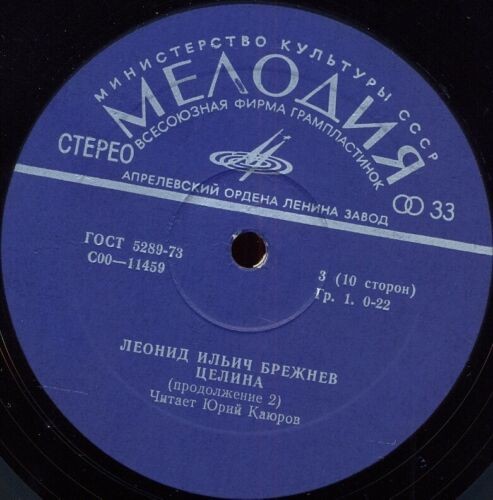 МИНИСТЕРСТВО КУЛЬТУРЫ СССР
МЕЛОДИЯ
ВСЕСОЮЗНАЯ ФИРМА ГРАМПЛАСТИНОК
СТЕРЕО
33
АПРЕЛЕВСКИЙ ОРДЕНА ЛЕНИНА ЗАВОД
ГОСТ 5289-73
С00—11459
3 (10 сторон)
Гр. 1. 0-22
ЛЕОНИД ИЛЬИЧ БРЕЖНЕВ
ЦЕЛИНА
(продолжение 2)
Читает Юрий Каюров